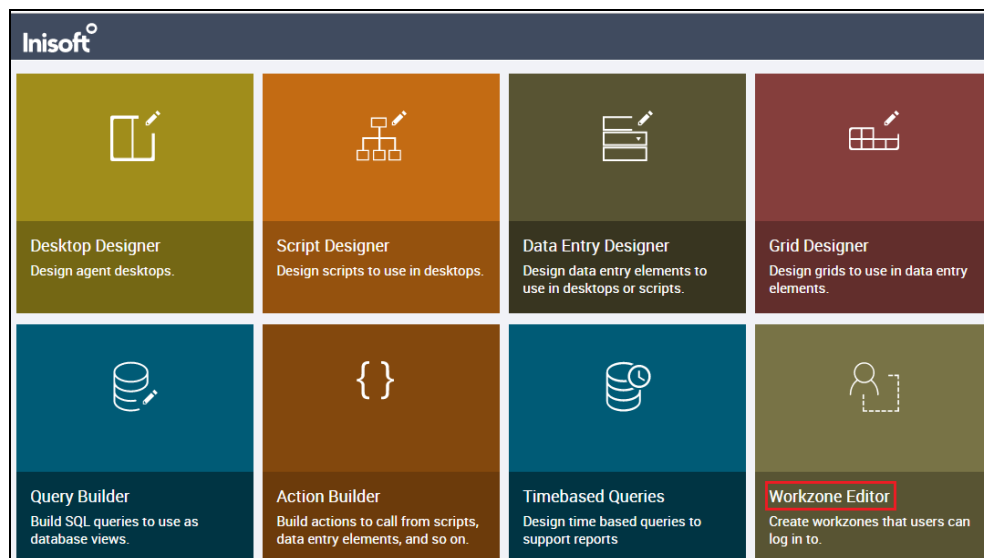 Inisoft
Desktop Designer
Design agent desktops.
Script Designer
Design scripts to use in desktops.
Data Entry Designer
Design data entry elements to
use in desktops or scripts.
Grid Designer
Design grids to use in data entry
elements.
Query Builder
Build SQL queries to use as
database views.
{ }
Action Builder
Build actions to call from scripts,
data entry elements, and so on.
Timebased Queries
Design time based queries to
support reports
Workzone Editor
Create workzones that users can
log in to.